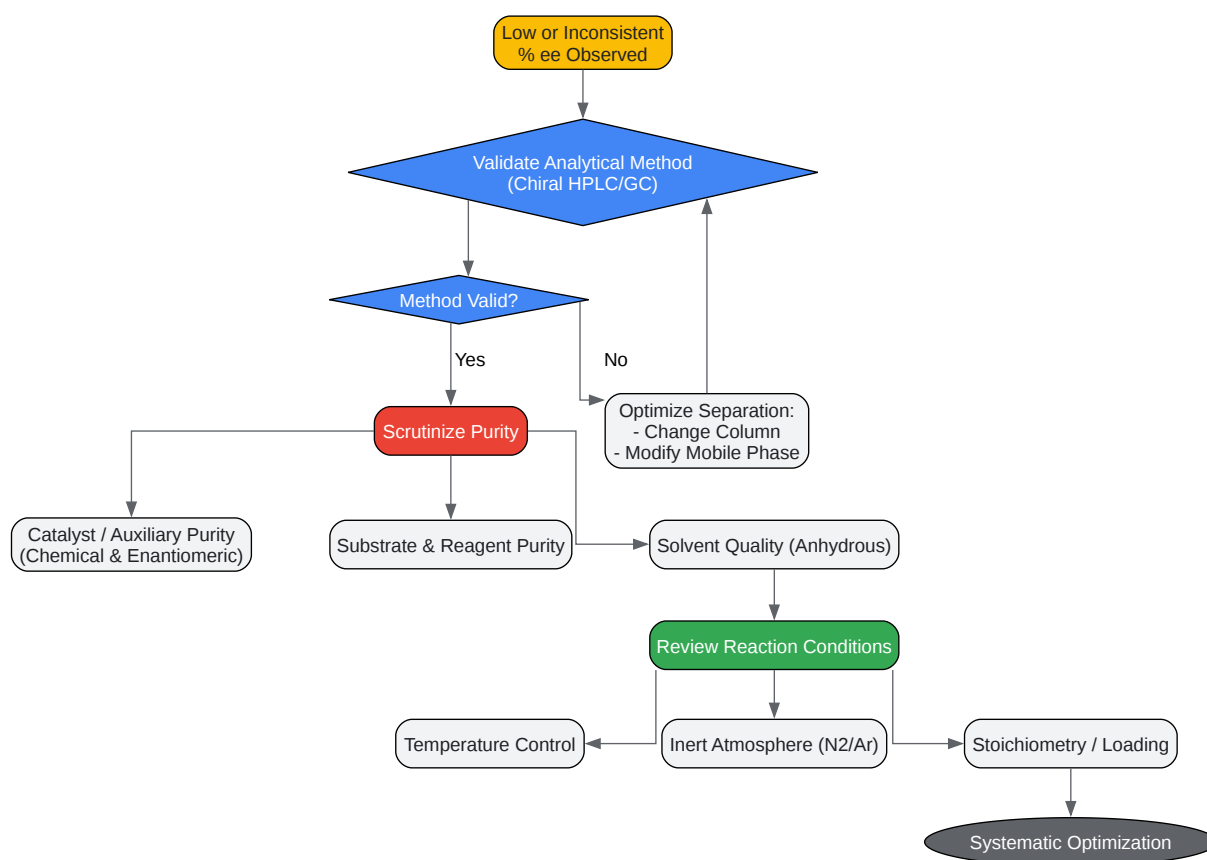 Low or Inconsistent
% ee Observed
Validate Analytical Method
(Chiral HPLC/GC)
Method Valid?
Yes
No
Optimize Separation:
- Change Column
- Modify Mobile Phase
Scrutinize Purity
Catalyst / Auxiliary Purity
(Chemical & Enantiomeric)
Substrate & Reagent Purity
Solvent Quality (Anhydrous)
Review Reaction Conditions
Temperature Control
Inert Atmosphere (N2/Ar)
Stoichiometry / Loading
Systematic Optimization